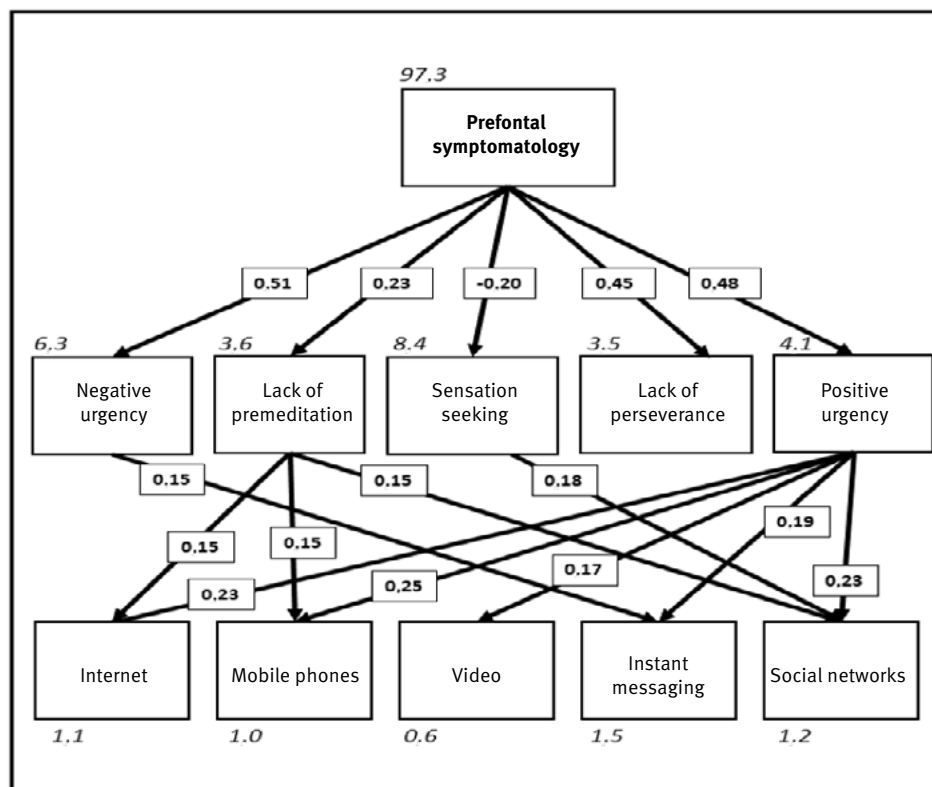 97.3
Prefontal
symptomatology
0,51
0,23
-0,20
0,45
0,48
6,3
3,6
8.4
3.5
4.1
Negative
urgency
Lack of
premeditation
Sensation
seeking
Lack of
perseverance
Positive
urgency
0,15
0,15
0,18
0,15
0,15
0,19
0,23
0,25
0,17
0,23
Internet
Mobile phones
Video
Instant
messaging
Social networks
1,1
1.0
0.6
1.5
1.2